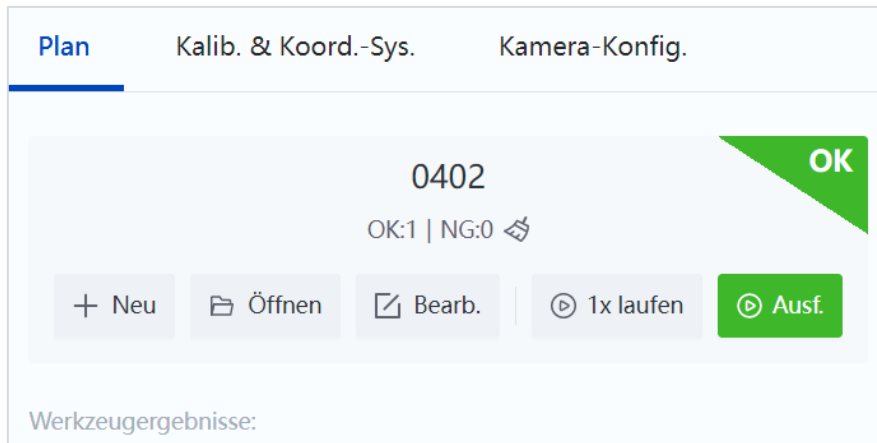 Plan Kalib. & Koord.-Sys. Kamera-Konfig.
OK
0402
OK:1 | NG:0
Neu Öffnen Bearb. 1x laufen Ausf.
Werkzeugergebnisse: